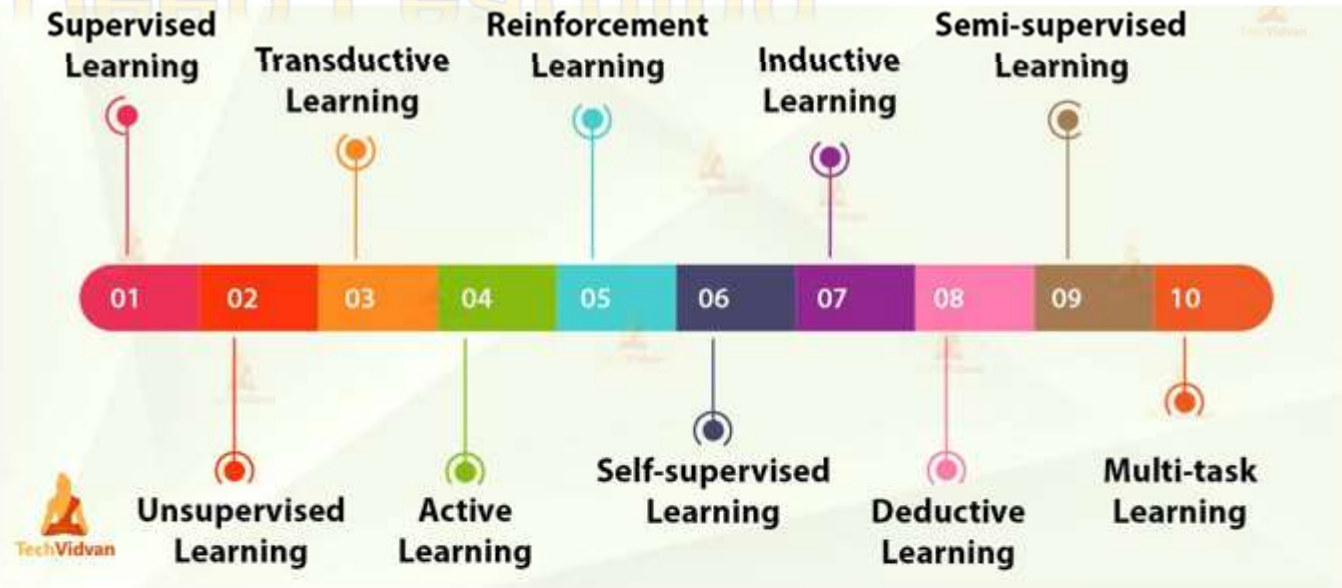 Supervised
Learning
Transductive
Learning
Reinforcement
Learning
Inductive
Learning
Semi-supervised
Learning
01 02 03 04 05 06 07 08 09 10
Unsupervised
Learning
Active
Learning
Self-supervised
Learning
Deductive
Learning
Multi-task
Learning
TechVidvan